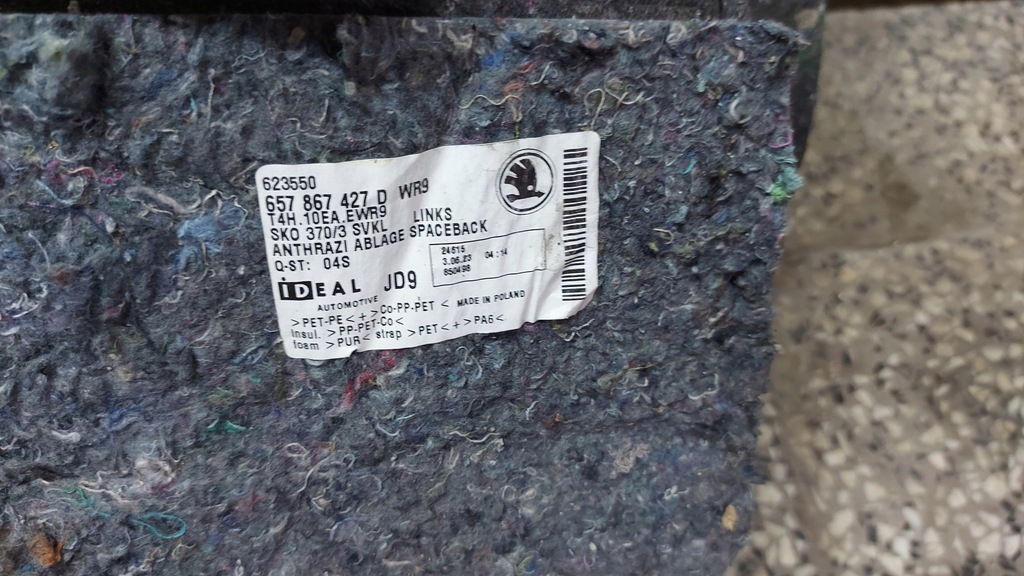 623550
657 867 427 D WR9
T4H.10EA.EWR9
SKO 370/3 SVKL LINKS
ANTHRAZI ABLAGE SPACEBACK
Q-ST: 04S
24615
3.06.23 04:14
850498
iDEAL JD9
AUTOMOTIVE
>PET-PE<+>Co-PP-PET < MADE IN POLAND
Insul. >PP-PET-Co<
foam >PUR< strap >PET<+>PA6<